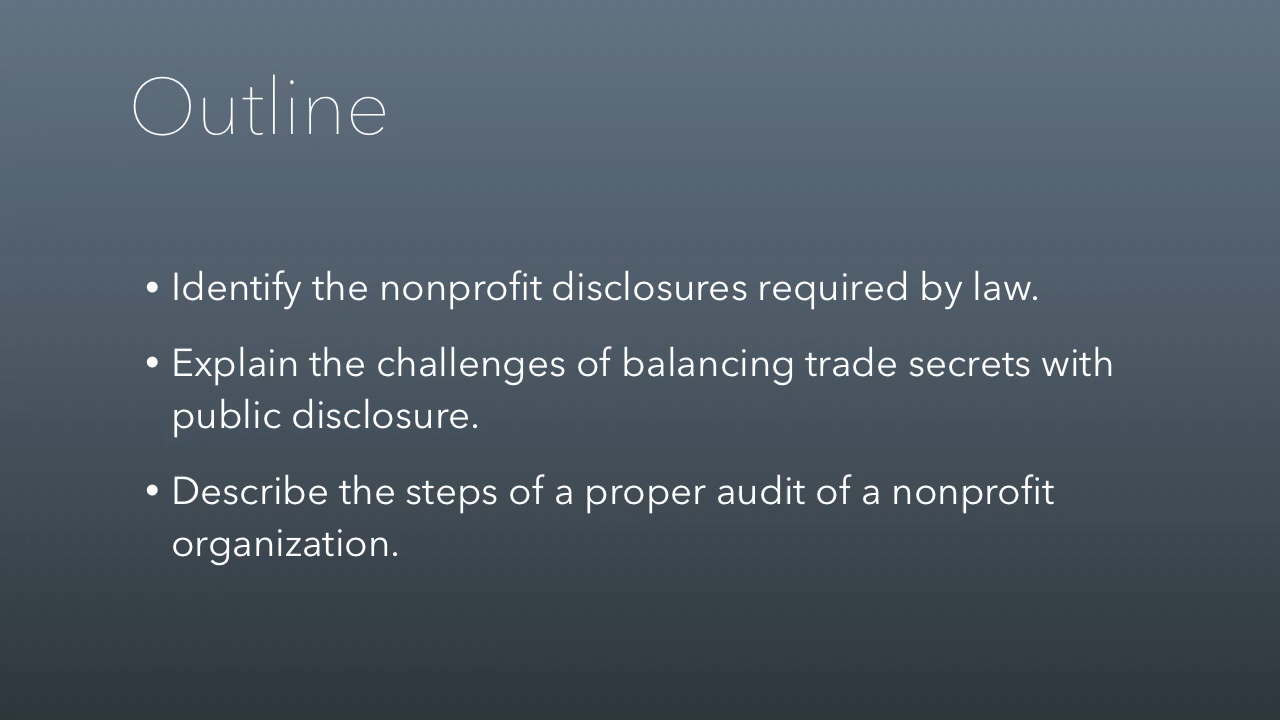 Outline
• Identify the nonprofit disclosures required by law.
• Explain the challenges of balancing trade secrets with
public disclosure.
• Describe the steps of a proper audit of a nonprofit
organization.